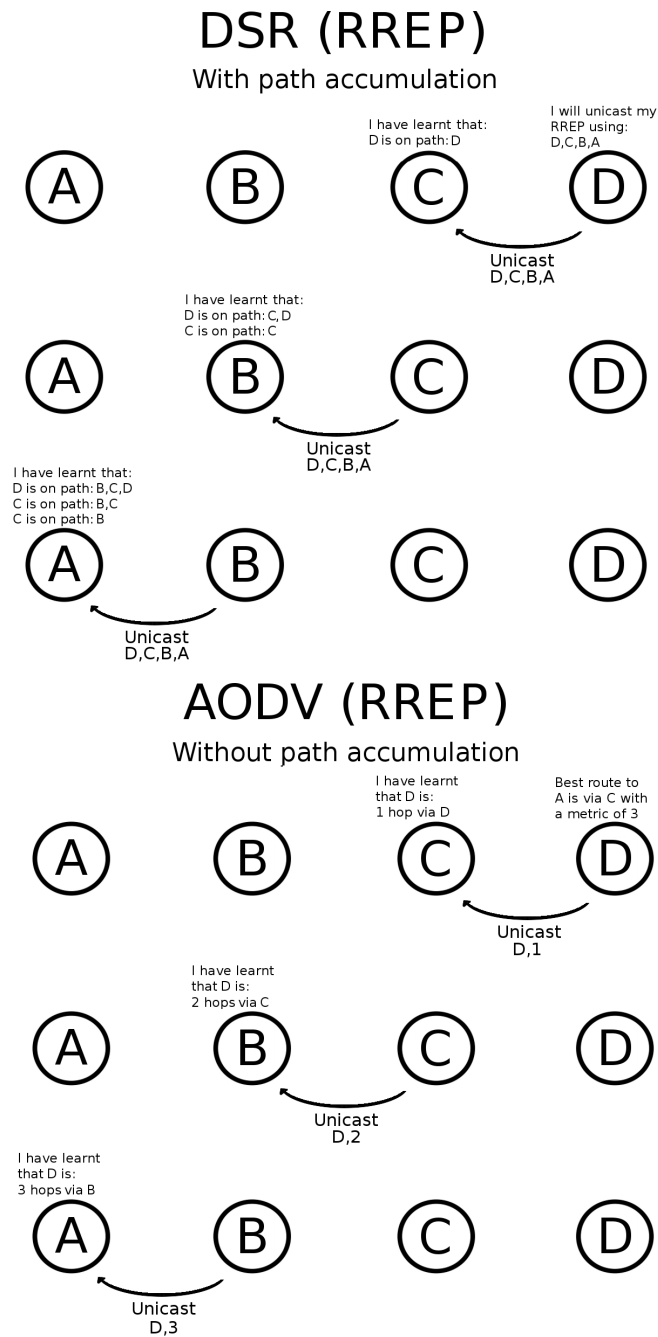 DSR (RREP)
With path accumulation
I have learnt that:
D is on path: D
I will unicast my
RREP using:
D,C,B,A
A B C D
Unicast
D,C,B,A
I have learnt that:
D is on path: C,D
C is on path: C
A B C D
Unicast
D,C,B,A
I have learnt that:
D is on path: B,C,D
C is on path: B,C
C is on path: B
A B C D
Unicast
D,C,B,A
AODV (RREP)
Without path accumulation
I have learnt
that D is:
1 hop via D
Best route to
A is via C with
a metric of 3
A B C D
Unicast
D,1
I have learnt
that D is:
2 hops via C
A B C D
Unicast
D,2
I have learnt
that D is:
3 hops via B
A B C D
Unicast
D,3